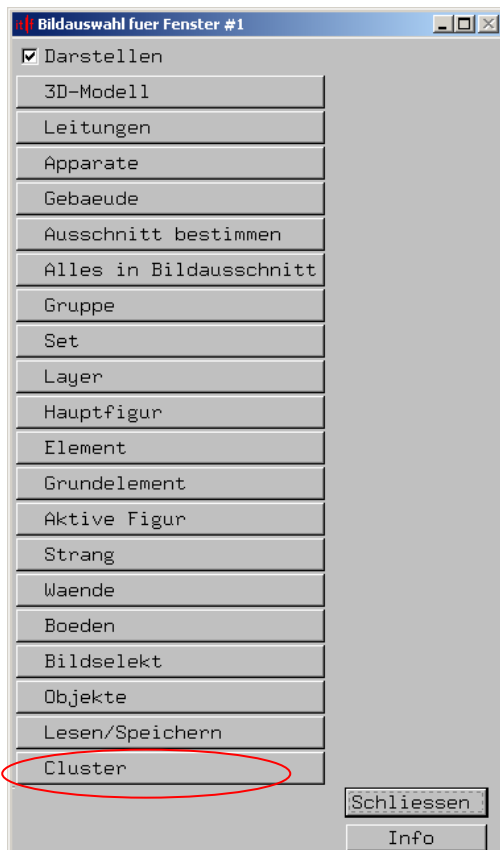 itf Bildauswahl fuer Fenster #1
Darstellen
3D-Modell
Leitungen
Apparate
Gebaeude
Ausschnitt bestimmen
Alles in Bildausschnitt
Gruppe
Set
Layer
Hauptfigur
Element
Grundelement
Aktive Figur
Strang
Waende
Boeden
Bildselekt
Objekte
Lesen/Speichern
Cluster
Schliessen
Info